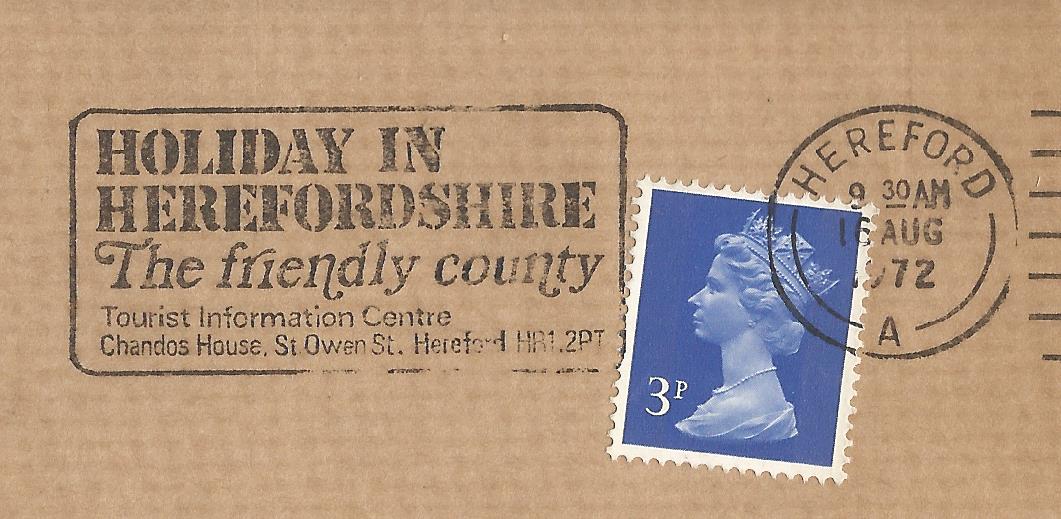 HOLIDAY IN
HEREFORDSHIRE
The friendly county
Tourist Information Centre
Chandos House, St Owen St. Hereford HR1.2PT
3P
HEREFORD
9 30 AM
16 AUG
1972
A